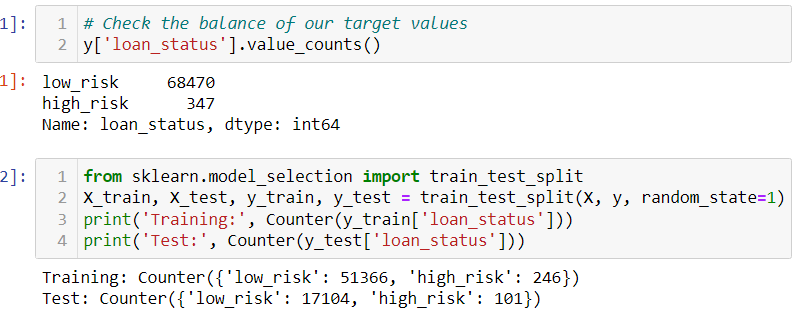 1]: 1 # Check the balance of our target values
2 y['loan_status'].value_counts()
1]: low_risk     68470
high_risk      347
Name: loan_status, dtype: int64
2]: 1 from sklearn.model_selection import train_test_split
2 X_train, X_test, y_train, y_test = train_test_split(X, y, random_state=1)
3 print('Training:', Counter(y_train['loan_status']))
4 print('Test:', Counter(y_test['loan_status']))
Training: Counter({'low_risk': 51366, 'high_risk': 246})
Test: Counter({'low_risk': 17104, 'high_risk': 101})